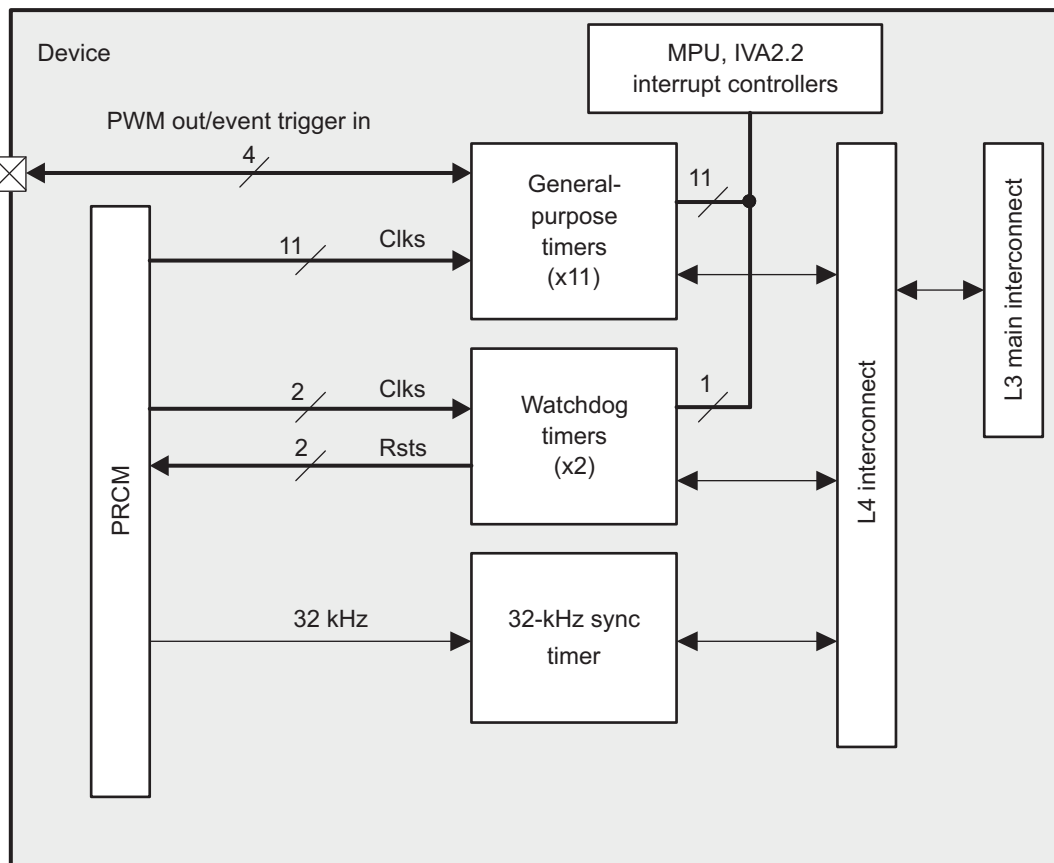 Device
MPU, IVA2.2
interrupt controllers
PWM out/event trigger in
4
General-
purpose
timers
(x11)
11
11
Clks
2
Clks
2
Rsts
Watchdog
timers
(x2)
1
32 kHz
32-kHz sync
timer
PRCM
L4 interconnect
L3 main interconnect